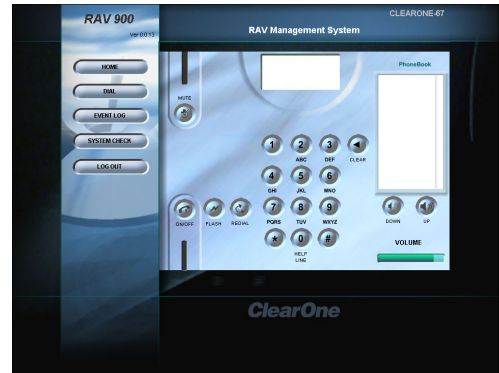 RAV 900
Ver 0.0.13
CLEARONE-67
RAV Management System
HOME
DIAL
EVENT LOG
SYSTEM CHECK
LOG OUT
MUTE
PhoneBook
1 2 3
ABC DEF CLEAR
4 5 6
GHI JKL MNO
7 8 9
ON/OFF FLASH REDIAL PQRS TUV WXYZ
DOWN UP
* 0 #
HELP
LINE
VOLUME
ClearOne